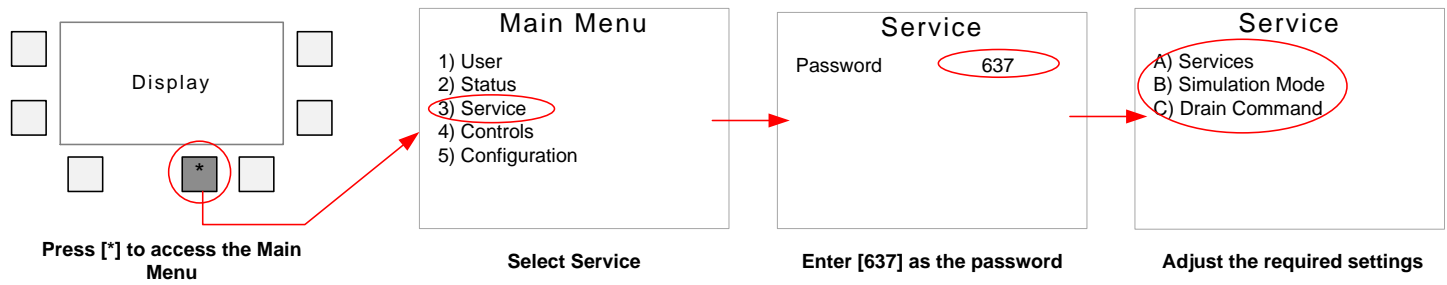 Display
*
Press [*] to access the Main
Menu
Main Menu
1) User
2) Status
3) Service
4) Controls
5) Configuration
Select Service
Service
Password 637
Enter [637] as the password
Service
A) Services
B) Simulation Mode
C) Drain Command
Adjust the required settings